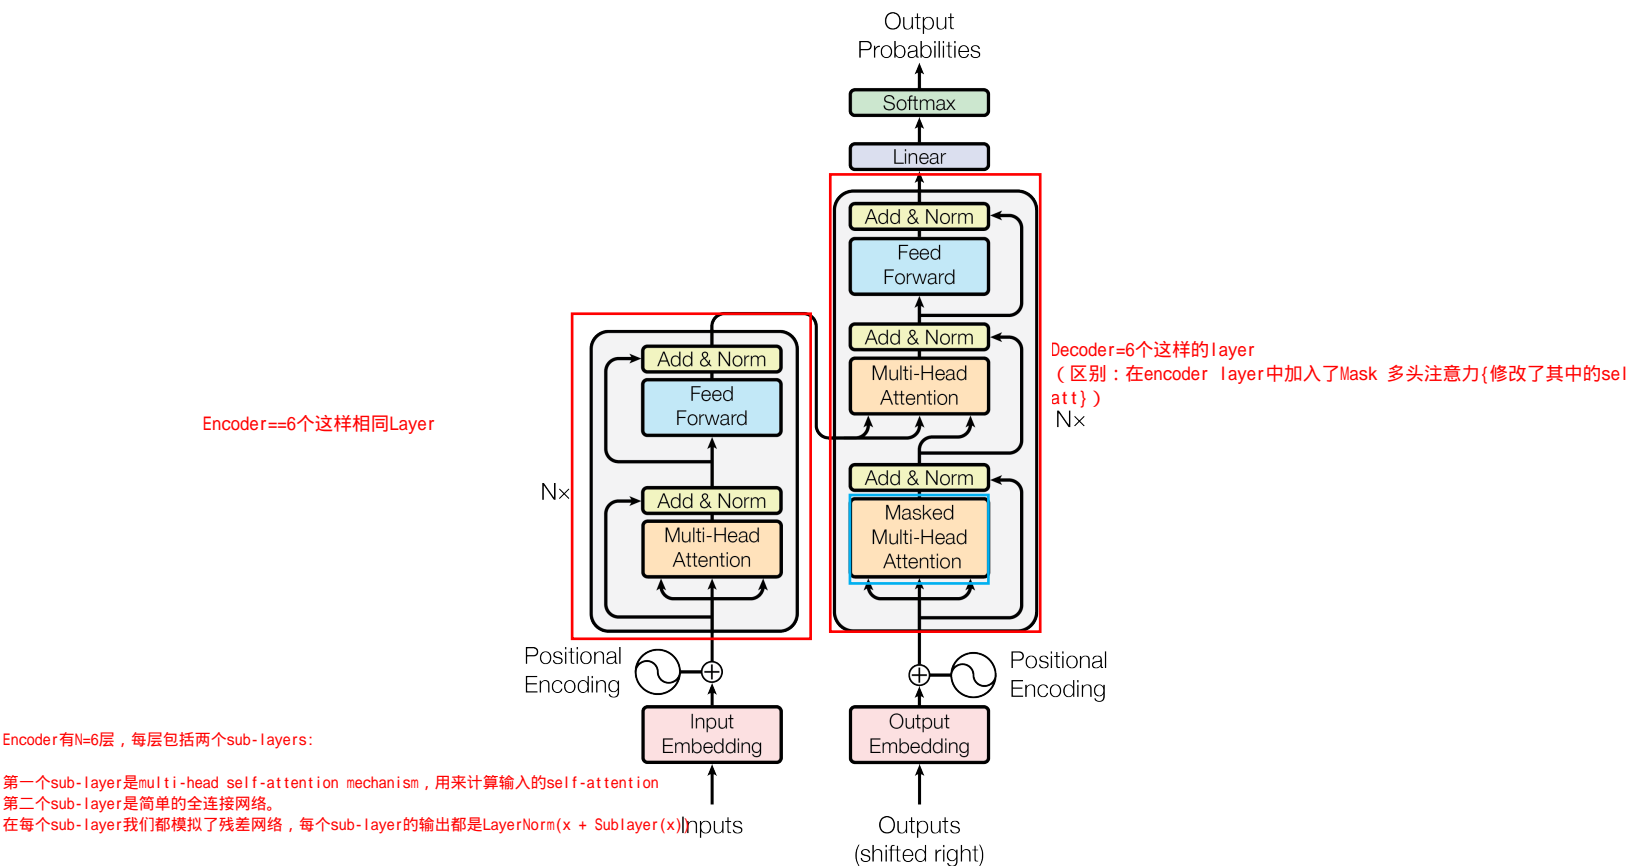 Output
Probabilities
Softmax
Linear
Add & Norm
Feed
Forward
Add & Norm
Multi-Head
Attention
Add & Norm
Masked
Multi-Head
Attention
Decoder=6个这样的layer
（区别：在encoder layer中加入了Mask 多头注意力{修改了其中的sel
att}）
N×
Add & Norm
Feed
Forward
Add & Norm
Multi-Head
Attention
Encoder==6个这样相同Layer
N×
Positional
Encoding
Positional
Encoding
Input
Embedding
Output
Embedding
Encoder有N=6层，每层包括两个sub-layers:
第一个sub-layer是multi-head self-attention mechanism，用来计算输入的self-attention
第二个sub-layer是简单的全连接网络。
在每个sub-layer我们都模拟了残差网络，每个sub-layer的输出都是LayerNorm(x + Sublayer(x))
Inputs
Outputs
(shifted right)